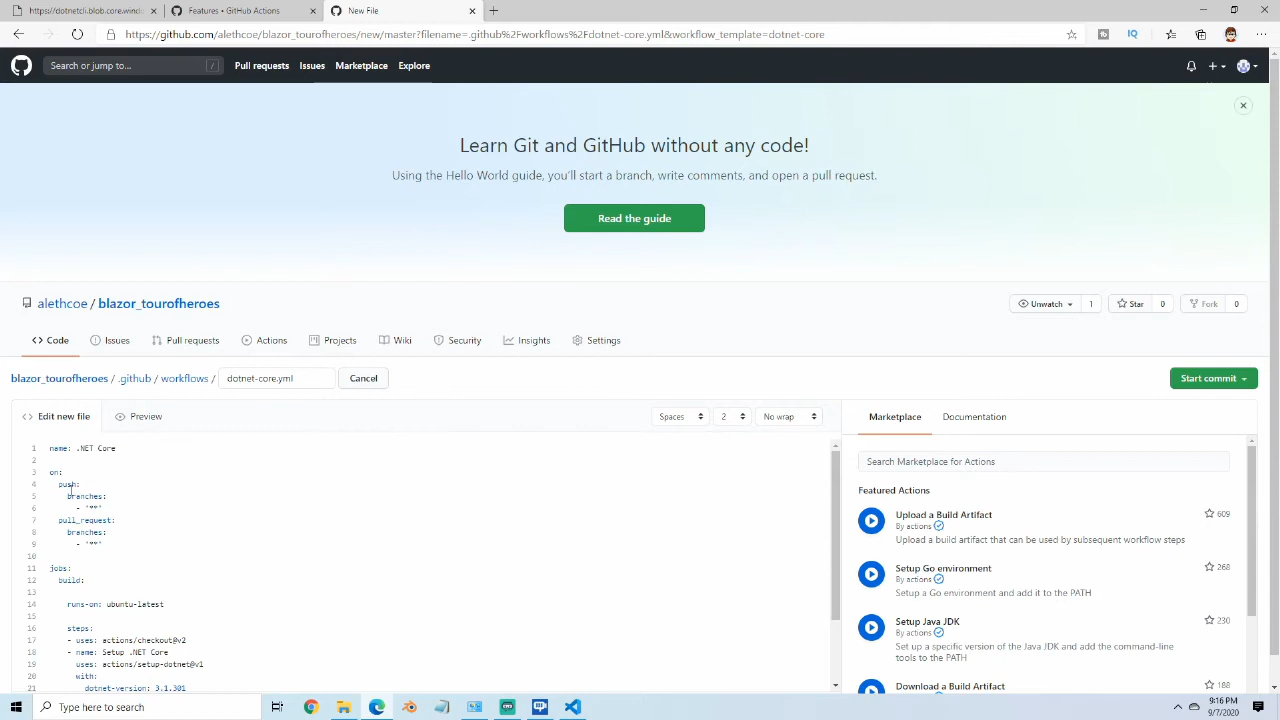 https://dotnetcli.blob.core.wind
Features • GitHub Actions
New File
https://github.com/alethcoe/blazor_tourofheroes/new/master?filename=.github%2Fworkflows%2Fdotnet-core.yml&workflow_template=dotnet-core
Search or jump to... /
Pull requests
Issues
Marketplace
Explore
Learn Git and GitHub without any code!
Using the Hello World guide, you'll start a branch, write comments, and open a pull request.
Read the guide
alethcoe / blazor_tourofheroes
Unwatch 1
Star 0
Fork 0
Code
Issues
Pull requests
Actions
Projects
Wiki
Security
Insights
Settings
blazor_tourofheroes / .github / workflows / dotnet-core.yml
Cancel
Start commit
Edit new file
Preview
Spaces
2
No wrap
1 name: .NET Core
2
3 on:
4 push:
5 branches:
6 - '**'
7 pull_request:
8 branches:
9 - '**'
10
11 jobs:
12 build:
13
14 runs-on: ubuntu-latest
15
16 steps:
17 - uses: actions/checkout@v2
18 - name: Setup .NET Core
19 uses: actions/setup-dotnet@v1
20 with:
21 dotnet-version: 3.1.301
Marketplace
Documentation
Search Marketplace for Actions
Featured Actions
Upload a Build Artifact 609
By actions
Upload a build artifact that can be used by subsequent workflow steps
Setup Go environment 268
By actions
Setup a Go environment and add it to the PATH
Setup Java JDK 230
By actions
Set up a specific version of the Java JDK and add the command-line
tools to the PATH
Download a Build Artifact 188
Type here to search
9:16 PM
9/7/2020